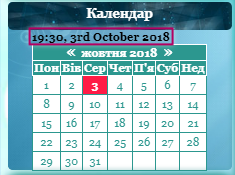 Календар
19:30, 3rd October 2018
« жовтня 2018 »
Пон Вів Сер Чет П'я Суб Нед
1 2 3 4 5 6 7
8 9 10 11 12 13 14
15 16 17 18 19 20 21
22 23 24 25 26 27 28
29 30 31